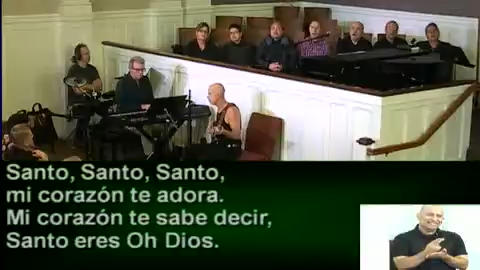 Santo, Santo, Santo,
mi corazón te adora.
Mi corazón te sabe decir,
Santo eres Oh Dios.